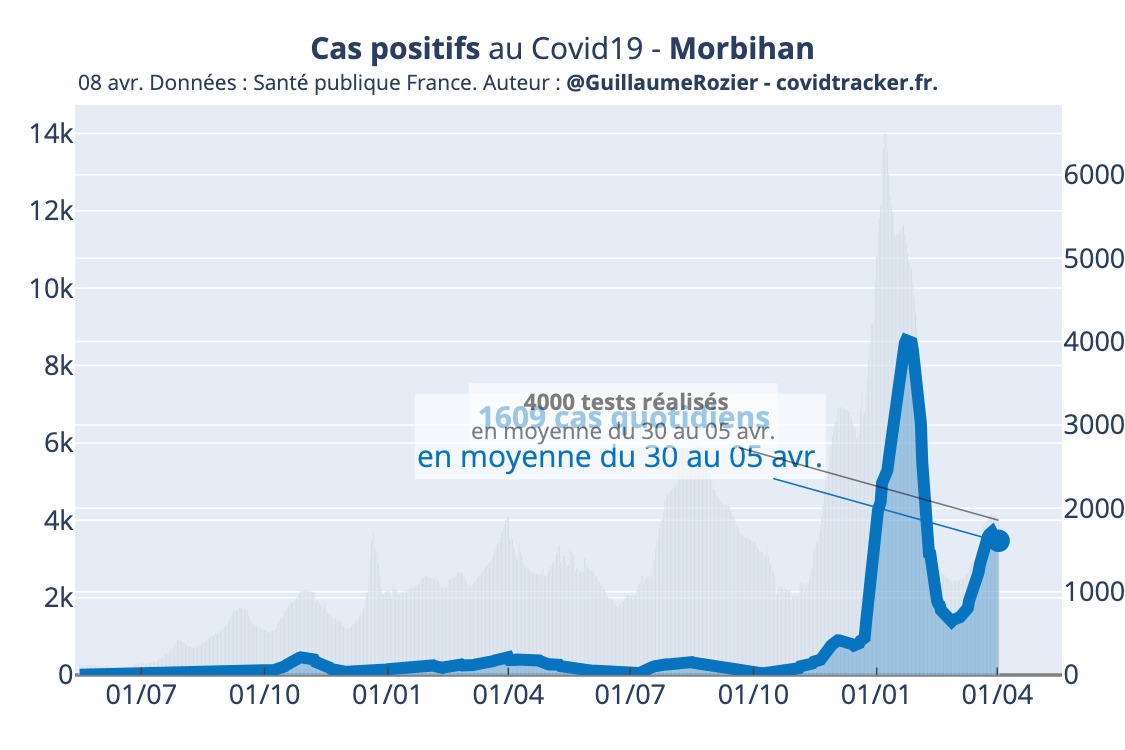 Cas positifs au Covid19 - Morbihan
08 avr. Données : Santé publique France. Auteur : @GuillaumeRozier - covidtracker.fr.
14k
12k
10k
8k
6k
4k
2k
0
6000
5000
4000
3000
2000
1000
0
4000 tests réalisés
en moyenne du 30 au 05 avr.
1609 cas quotidiens
en moyenne du 30 au 05 avr.
01/07 01/10 01/01 01/04 01/07 01/10 01/01 01/04